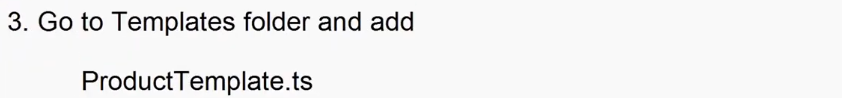 3. Go to Templates folder and add
ProductTemplate.ts